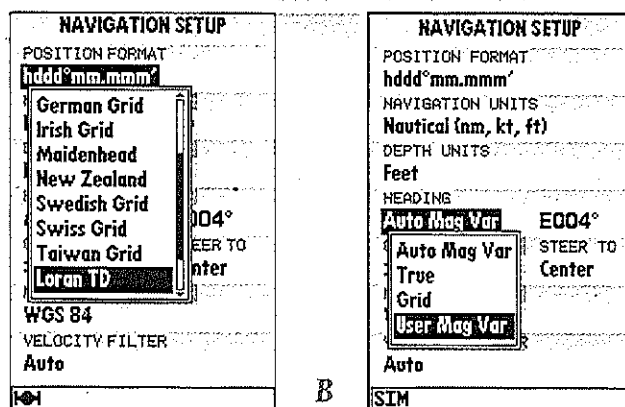 NAVIGATION SETUP
POSITION FORMAT
hddd°mm.mmm'
German Grid
Irish Grid
Maidenhead
New Zealand
Swedish Grid
Swiss Grid
Taiwan Grid
Loran TD
004°
EER TO
nter
WGS 84
VELOCITY FILTER
Auto
B
NAVIGATION SETUP
POSITION FORMAT
hddd°mm.mmm'
NAVIGATION UNITS
Nautical (nm, kt, ft)
DEPTH UNITS
Feet
HEADING
Auto Mag Var E004°
Auto Mag Var
True
Grid
User Mag Var
STEER TO
Center
R
Auto
SIM